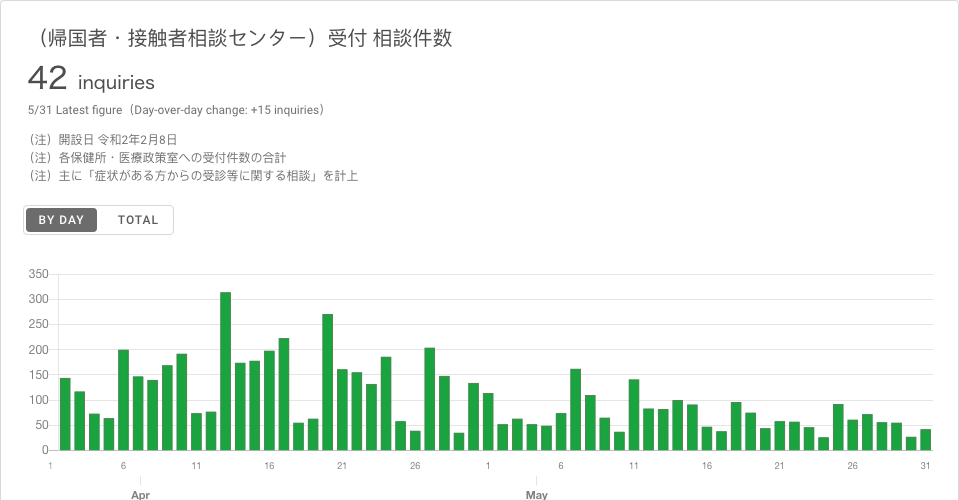 （帰国者・接触者相談センター）受付 相談件数
42 inquiries
5/31 Latest figure（Day-over-day change: +15 inquiries）
（注）開設日 令和2年2月8日
（注）各保健所・医療政策室への受付件数の合計
（注）主に「症状がある方からの受診等に関する相談」を計上
BY DAY TOTAL
350
300
250
200
150
100
50
0
1 6 11 16 21 26 1 6 11 16 21 26 31
Apr May